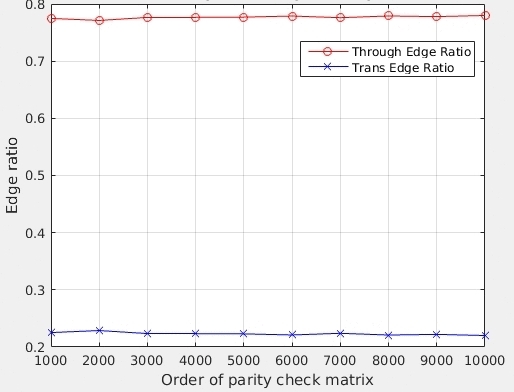 0.8
Through Edge Ratio
Trans Edge Ratio
0.7
0.6
0.5
0.4
0.3
0.2
Edge ratio
1000 2000 3000 4000 5000 6000 7000 8000 9000 10000
Order of parity check matrix